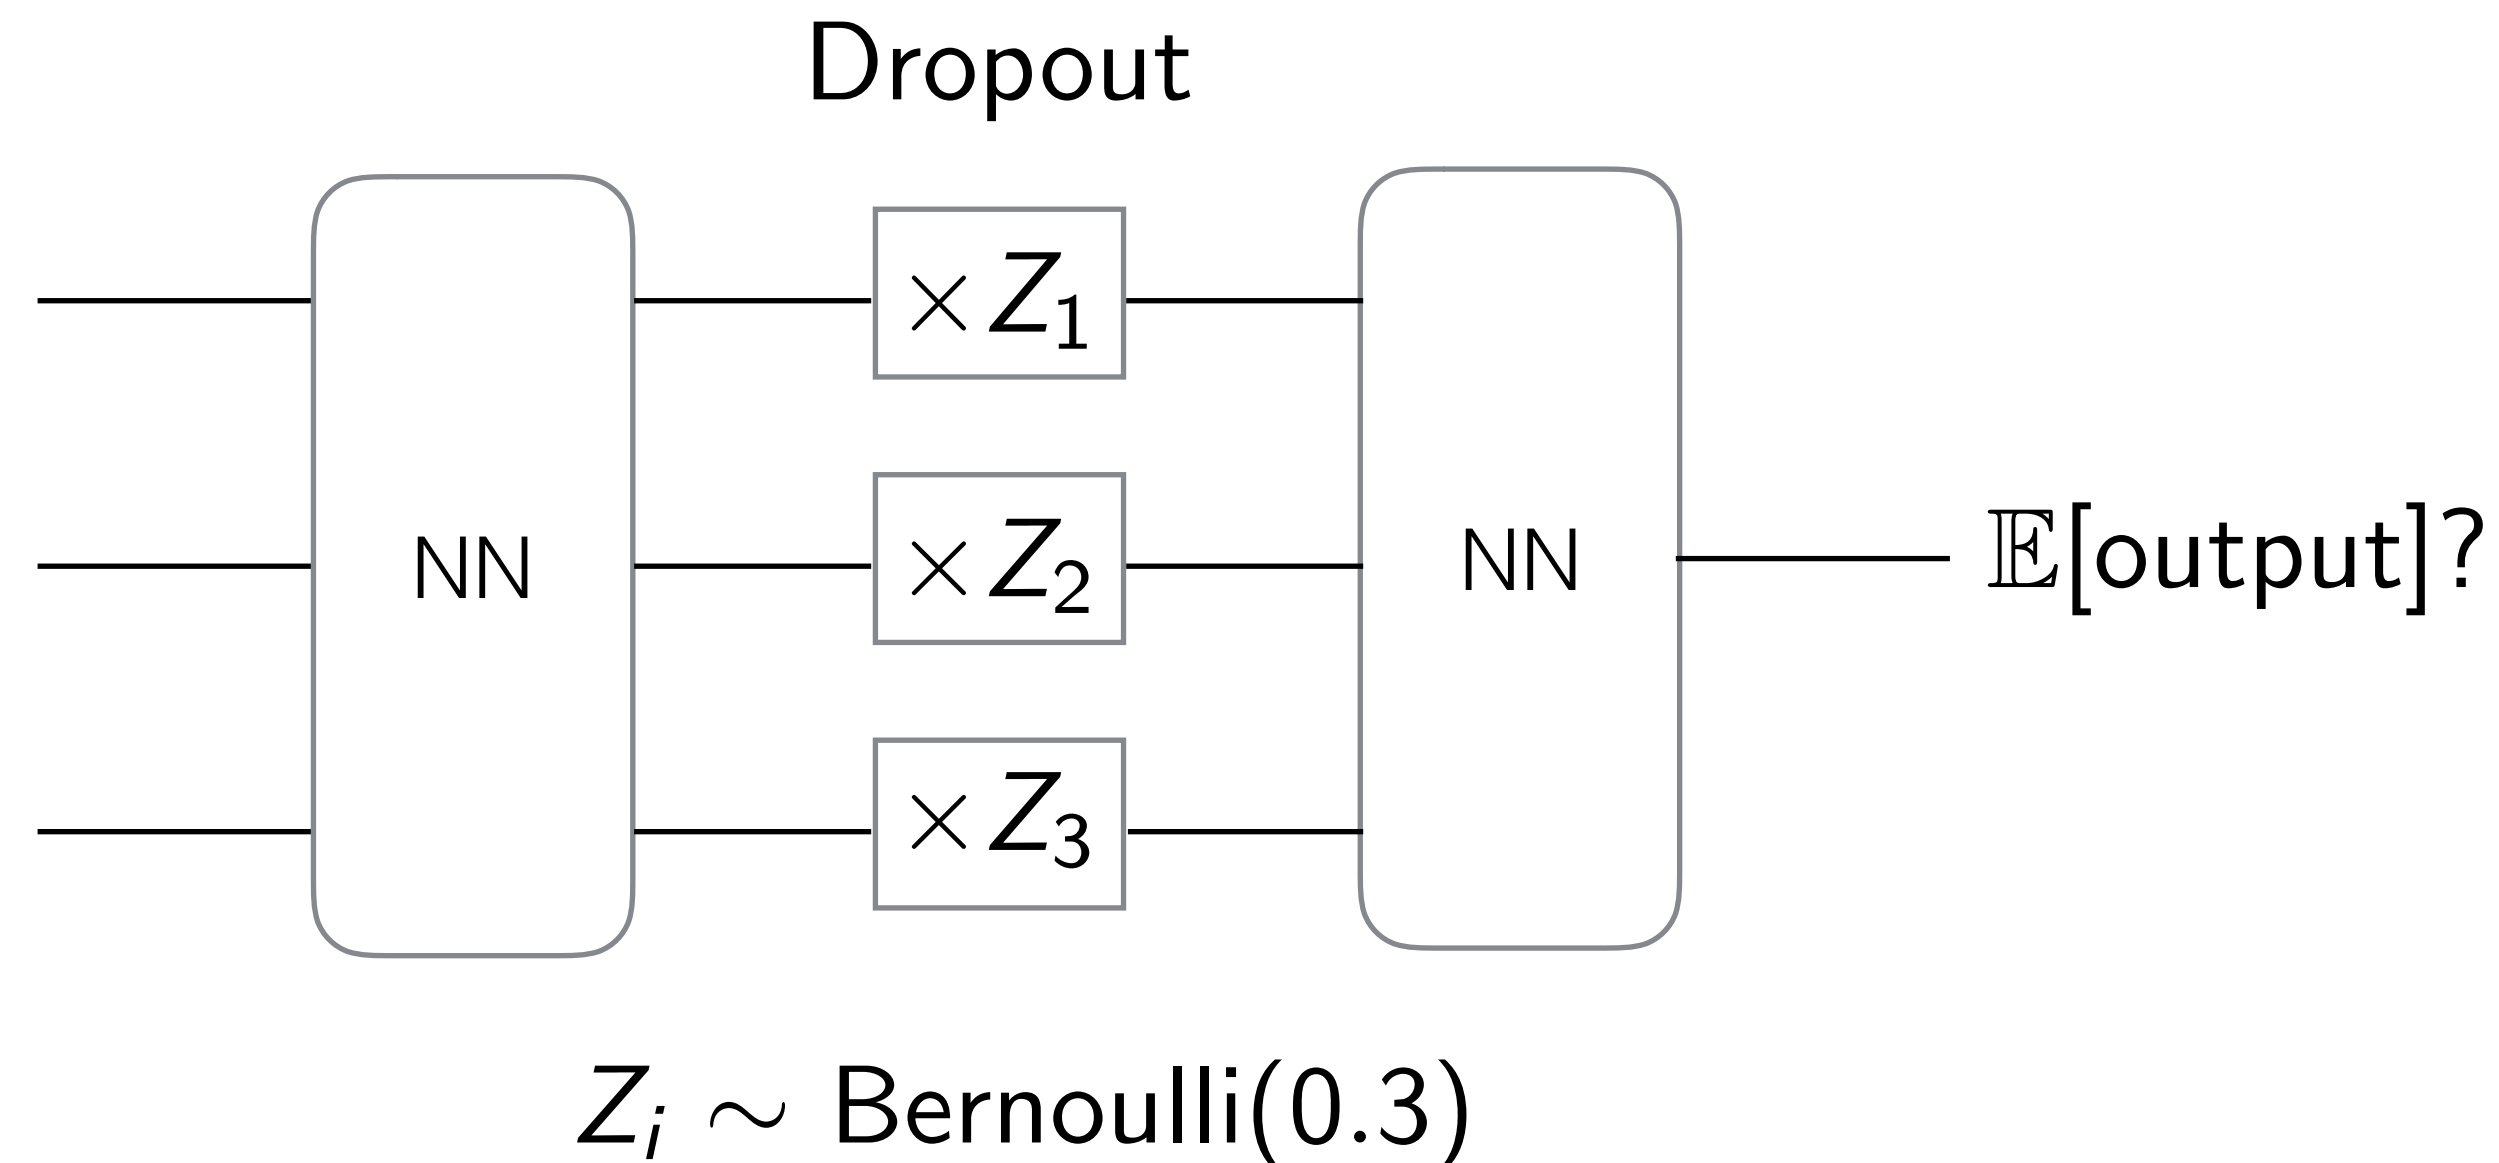 Dropout
× Z₁
NN
× Z₂
NN
𝔼[output]?
× Z₃
Zᵢ ∼ Bernoulli(0.3)